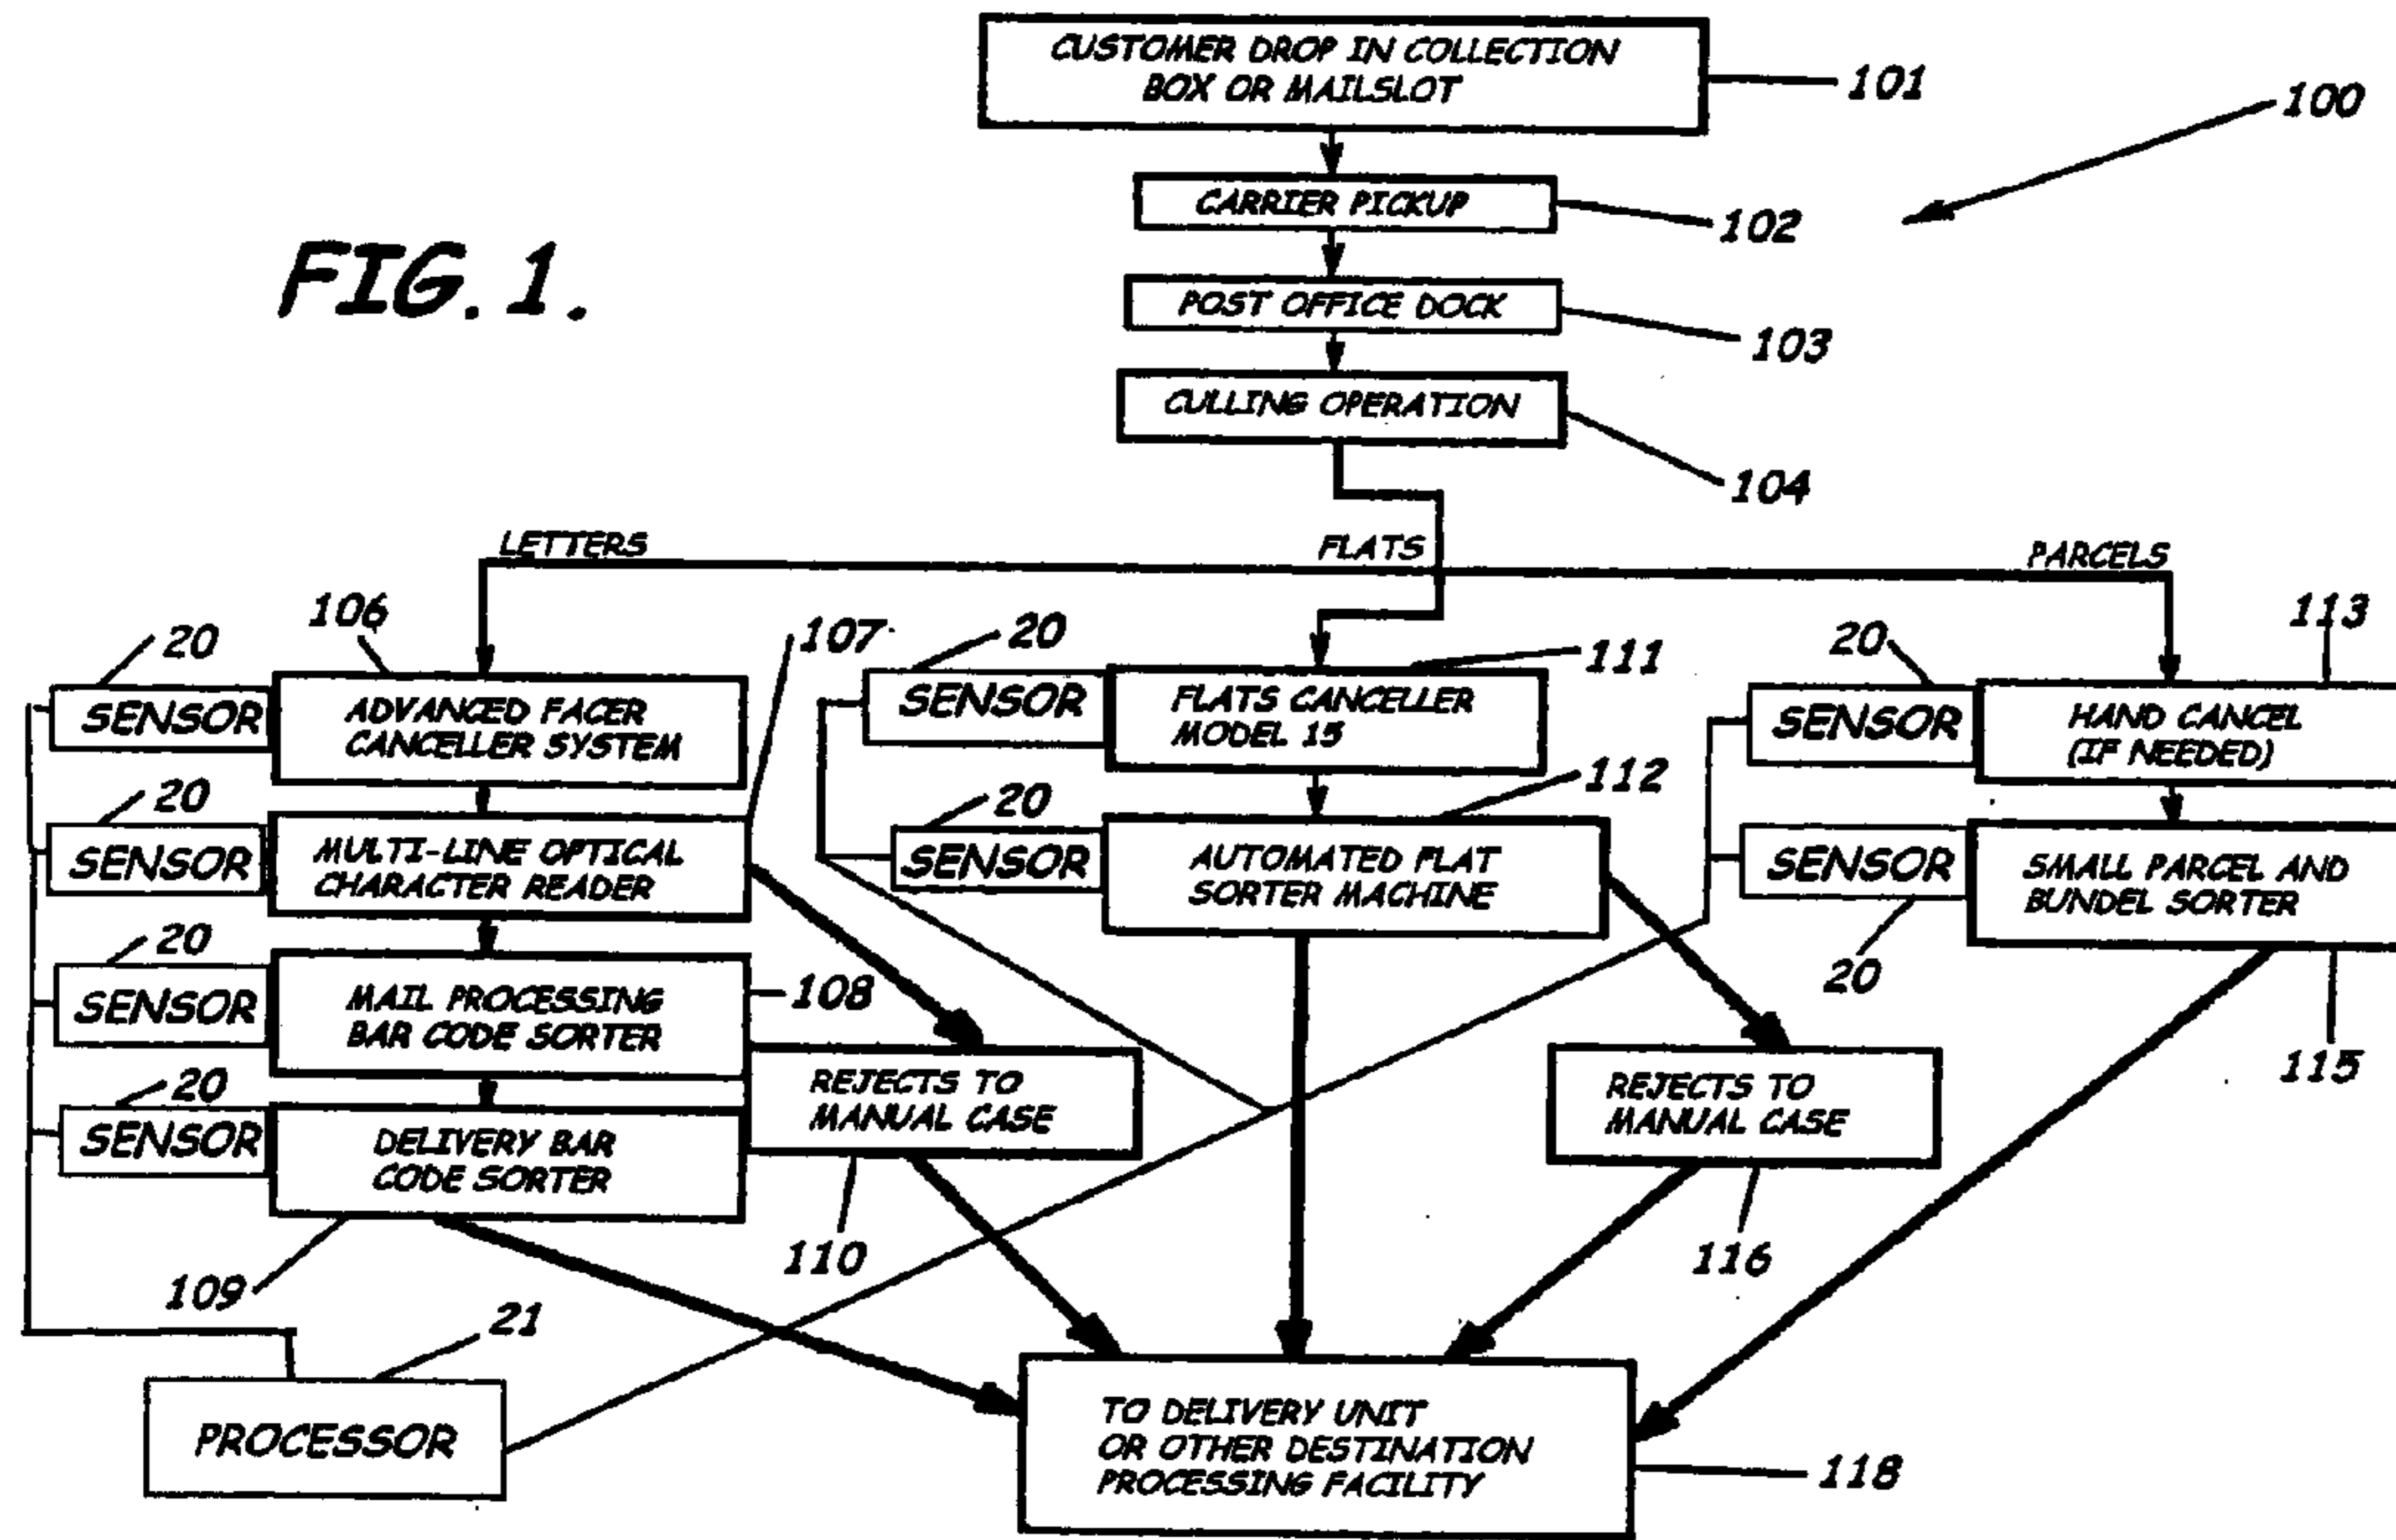 CUSTOMER DROP IN COLLECTION
BOX OR MAILSLOT
101
100
CARRIER PICKUP
102
FIG. 1.
POST OFFICE DOCK
103
CULLING OPERATION
104
LETTERS
FLATS
PARCELS
20
106
107
20
111
20
113
SENSOR
ADVANCED FACER
CANCELLER SYSTEM
SENSOR
FLATS CANCELLER
MODEL 15
SENSOR
HAND CANCEL
(IF NEEDED)
20
20
112
SENSOR
MULTI-LINE OPTICAL
CHARACTER READER
SENSOR
AUTOMATED FLAT
SORTER MACHINE
SENSOR
SMALL PARCEL AND
BUNDEL SORTER
20
20
115
SENSOR
MAIL PROCESSING
BAR CODE SORTER
108
20
SENSOR
DELIVERY BAR
CODE SORTER
109
REJECTS TO
MANUAL CASE
110
REJECTS TO
MANUAL CASE
116
21
PROCESSOR
TO DELIVERY UNIT
OR OTHER DESTINATION
PROCESSING FACILITY
118